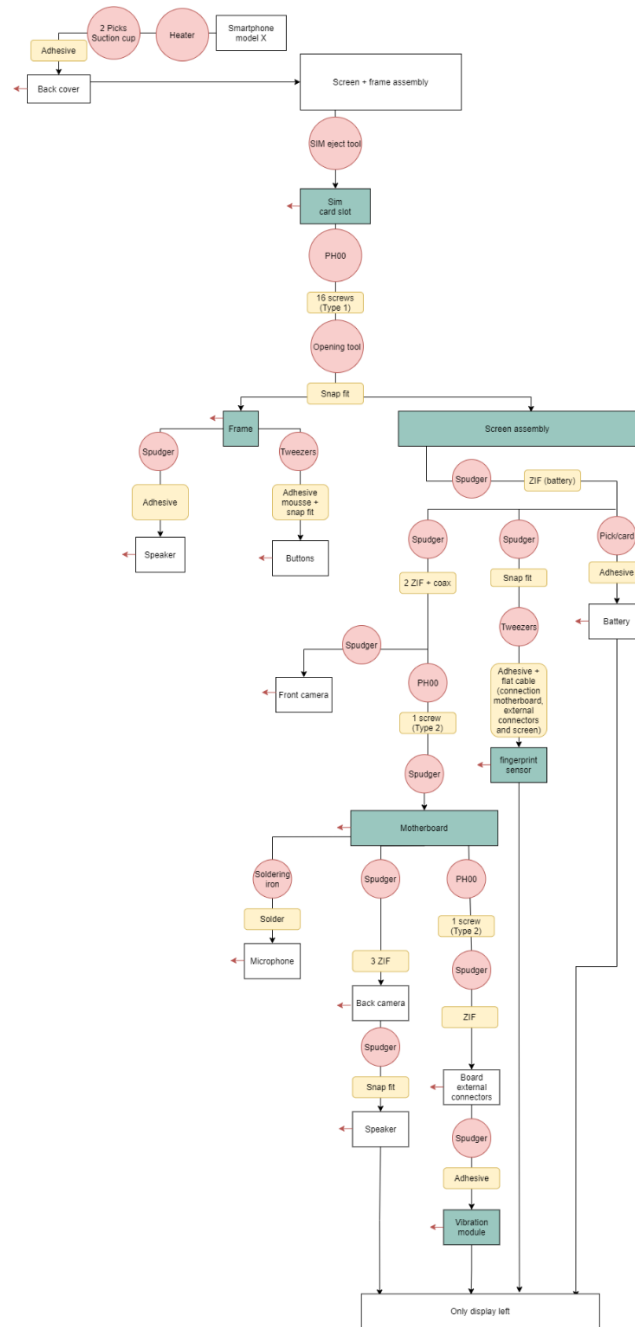 2 Picks
Suction cup
Heater
Smartphone
model X
Adhesive
Back cover
Screen + frame assembly
SIM eject tool
Sim
card slot
PH00
16 screws
(Type 1)
Opening tool
Snap fit
Frame
Screen assembly
Spudger
Tweezers
Spudger
ZIF (battery)
Adhesive
Adhesive
mousse +
snap fit
Spudger
Spudger
Pick/card
Speaker
Buttons
2 ZIF + coax
Snap fit
Adhesive
Battery
Tweezers
Spudger
Front camera
PH00
Adhesive +
flat cable
(connection
motherboard,
external
connectors
and screen)
1 screw
(Type 2)
fingerprint
sensor
Spudger
Motherboard
Soldering
iron
Spudger
PH00
Solder
1 screw
(Type 2)
Microphone
3 ZIF
Spudger
Back camera
ZIF
Spudger
Snap fit
Board
external
connectors
Speaker
Spudger
Adhesive
Vibration
module
Only display left